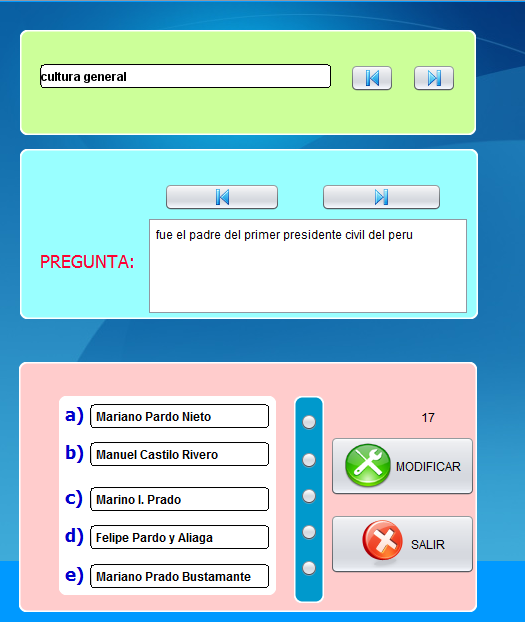 cultura general
fue el padre del primer presidente civil del peru
PREGUNTA:
a) Mariano Pardo Nieto
17
b) Manuel Castilo Rivero
MODIFICAR
c) Marino I. Prado
d) Felipe Pardo y Aliaga
SALIR
e) Mariano Prado Bustamante